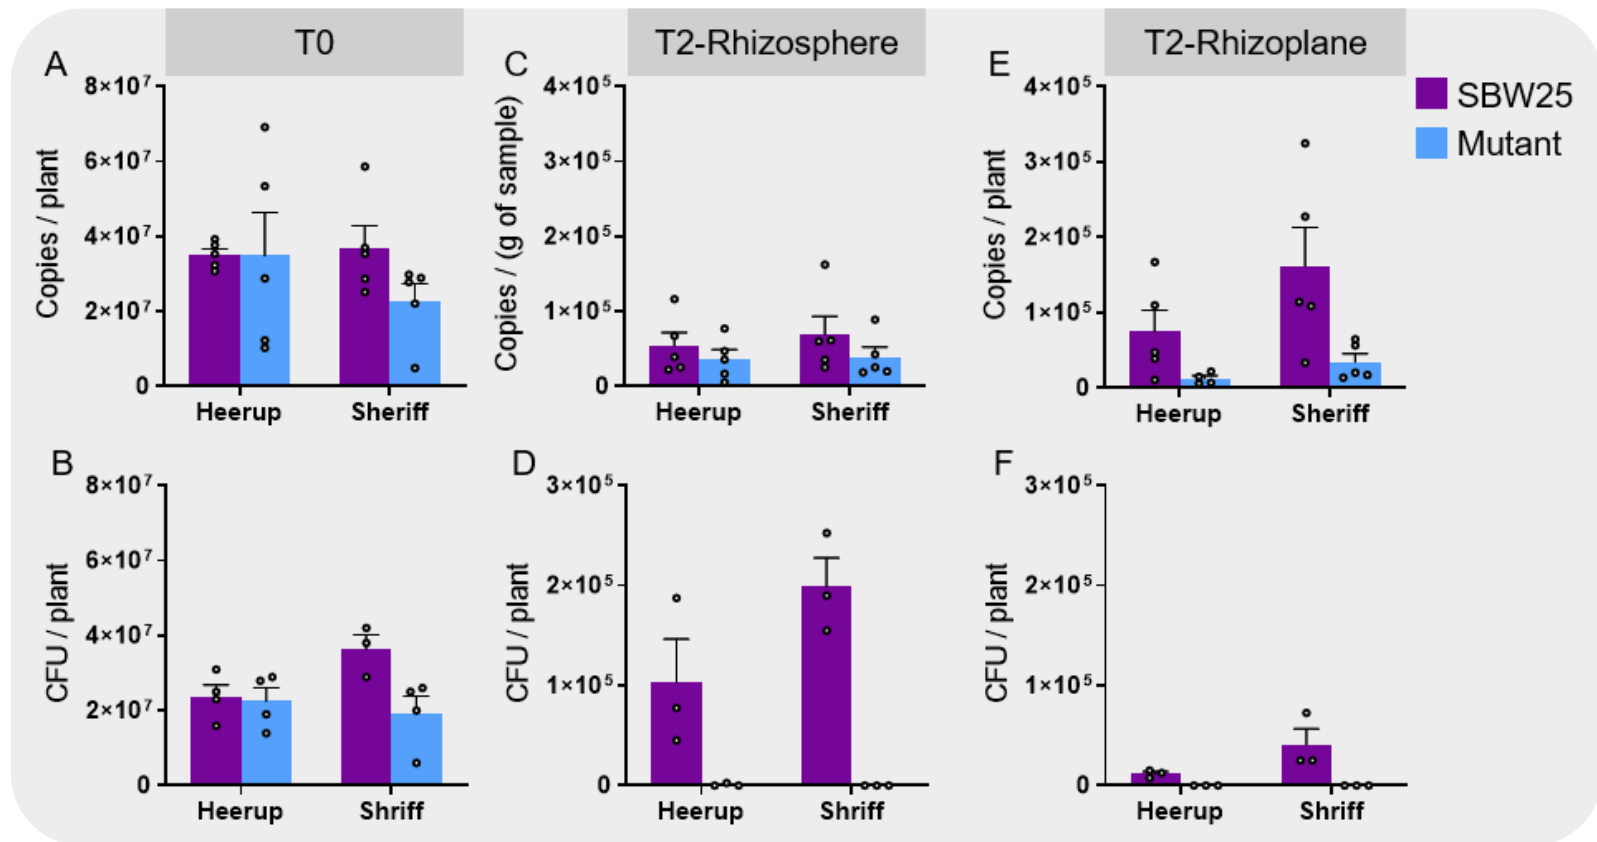 T0
T2-Rhizosphere
T2-Rhizoplane
SBW25
Mutant
A
Copies / plant
8×10⁷
6×10⁷
4×10⁷
2×10⁷
0
Heerup
Sheriff
C
Copies / (g of sample)
4×10⁵
3×10⁵
2×10⁵
1×10⁵
0
Heerup
Sheriff
E
Copies / plant
4×10⁵
3×10⁵
2×10⁵
1×10⁵
0
Heerup
Sheriff
B
CFU / plant
8×10⁷
6×10⁷
4×10⁷
2×10⁷
0
Heerup
Shriff
D
CFU / plant
3×10⁵
2×10⁵
1×10⁵
0
Heerup
Shriff
F
CFU / plant
3×10⁵
2×10⁵
1×10⁵
0
Heerup
Shriff